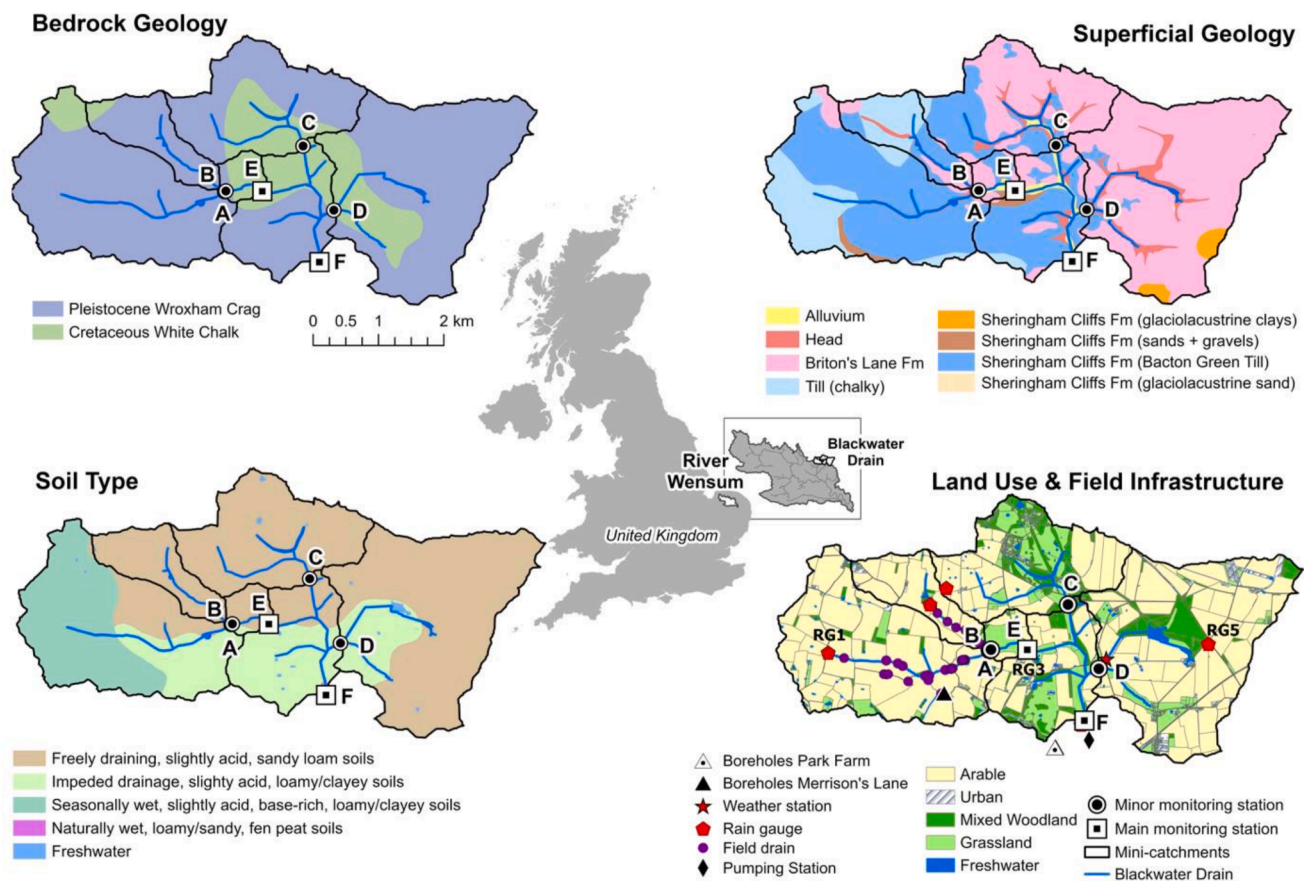 Bedrock Geology
C
B
E
A
D
F
Pleistocene Wroxham Crag
Cretaceous White Chalk
0 0.5 1 2 km
Superficial Geology
C
B
E
A
D
F
Alluvium
Head
Briton's Lane Fm
Till (chalky)
Sheringham Cliffs Fm (glaciolacustrine clays)
Sheringham Cliffs Fm (sands + gravels)
Sheringham Cliffs Fm (Bacton Green Till)
Sheringham Cliffs Fm (glaciolacustrine sand)
River
Wensum
Blackwater
Drain
United Kingdom
Soil Type
C
B
E
A
D
F
Freely draining, slightly acid, sandy loam soils
Impeded drainage, slighty acid, loamy/clayey soils
Seasonally wet, slightly acid, base-rich, loamy/clayey soils
Naturally wet, loamy/sandy, fen peat soils
Freshwater
Land Use & Field Infrastructure
C
B
E
RG1
RG5
A
RG3
D
F
Boreholes Park Farm
Boreholes Merrison's Lane
Weather station
Rain gauge
Field drain
Pumping Station
Arable
Urban
Mixed Woodland
Grassland
Freshwater
Minor monitoring station
Main monitoring station
Mini-catchments
Blackwater Drain